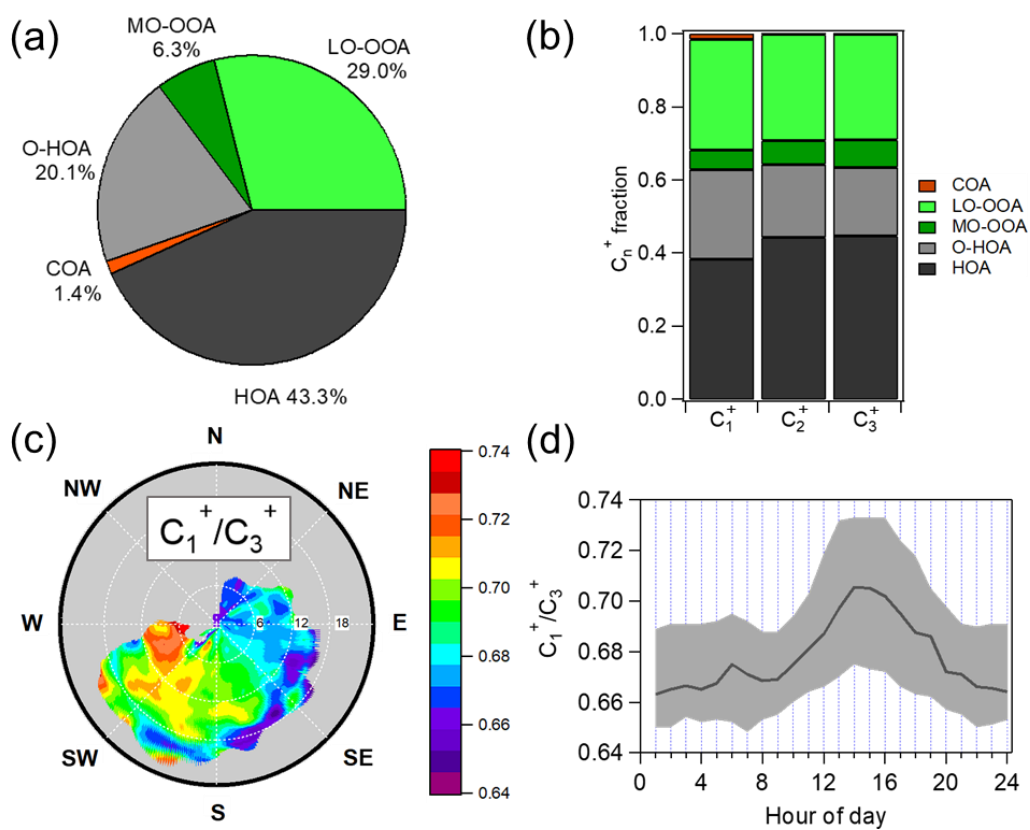 (a)
MO-OOA
6.3%
LO-OOA
29.0%
O-HOA
20.1%
COA
1.4%
HOA 43.3%
(b)
1.0
0.8
0.6
0.4
0.2
0.0
Cn+ fraction
C1+ C2+ C3+
COA
LO-OOA
MO-OOA
O-HOA
HOA
(c)
N
NW
NE
C1+/C3+
W
6 12 18
E
SW
SE
S
0.74
0.72
0.70
0.68
0.66
0.64
(d)
0.74
0.72
0.70
0.68
0.66
0.64
C1+/C3+
0 4 8 12 16 20 24
Hour of day